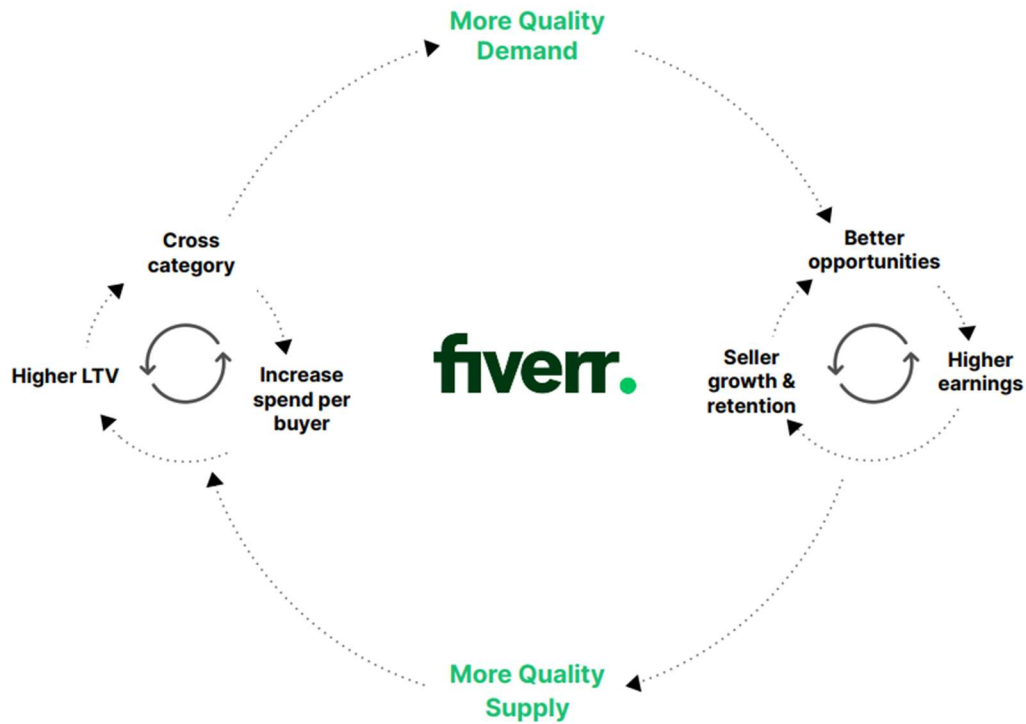 More Quality
Demand
Cross
category
Better
opportunities
Higher LTV
Increase
spend per
buyer
fiverr.
Seller
growth &
retention
Higher
earnings
More Quality
Supply